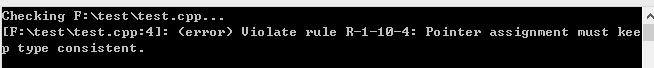 Checking F:\test\test.cpp...
[F:\test\test.cpp:4]: (error) Violate rule R-1-10-4: Pointer assignment must kee
p type consistent.